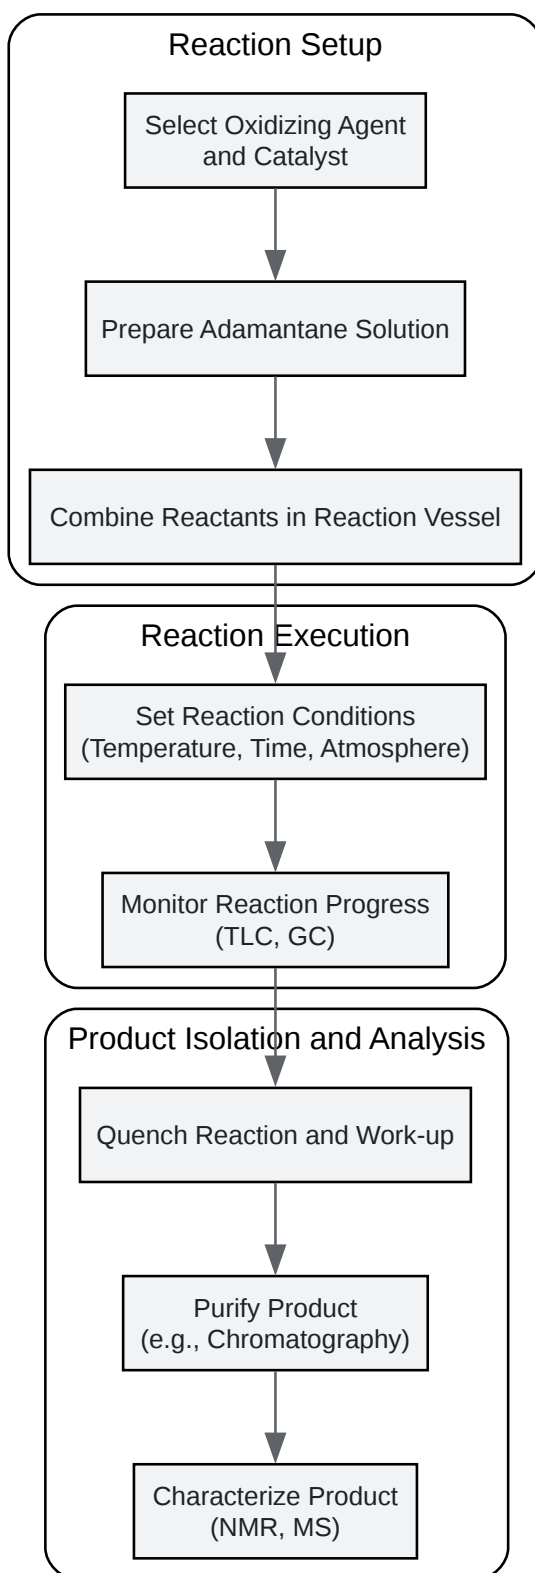 Reaction Setup
Select Oxidizing Agent
and Catalyst
Prepare Adamantane Solution
Combine Reactants in Reaction Vessel
Reaction Execution
Set Reaction Conditions
(Temperature, Time, Atmosphere)
Monitor Reaction Progress
(TLC, GC)
Product Isolation and Analysis
Quench Reaction and Work-up
Purify Product
(e.g., Chromatography)
Characterize Product
(NMR, MS)